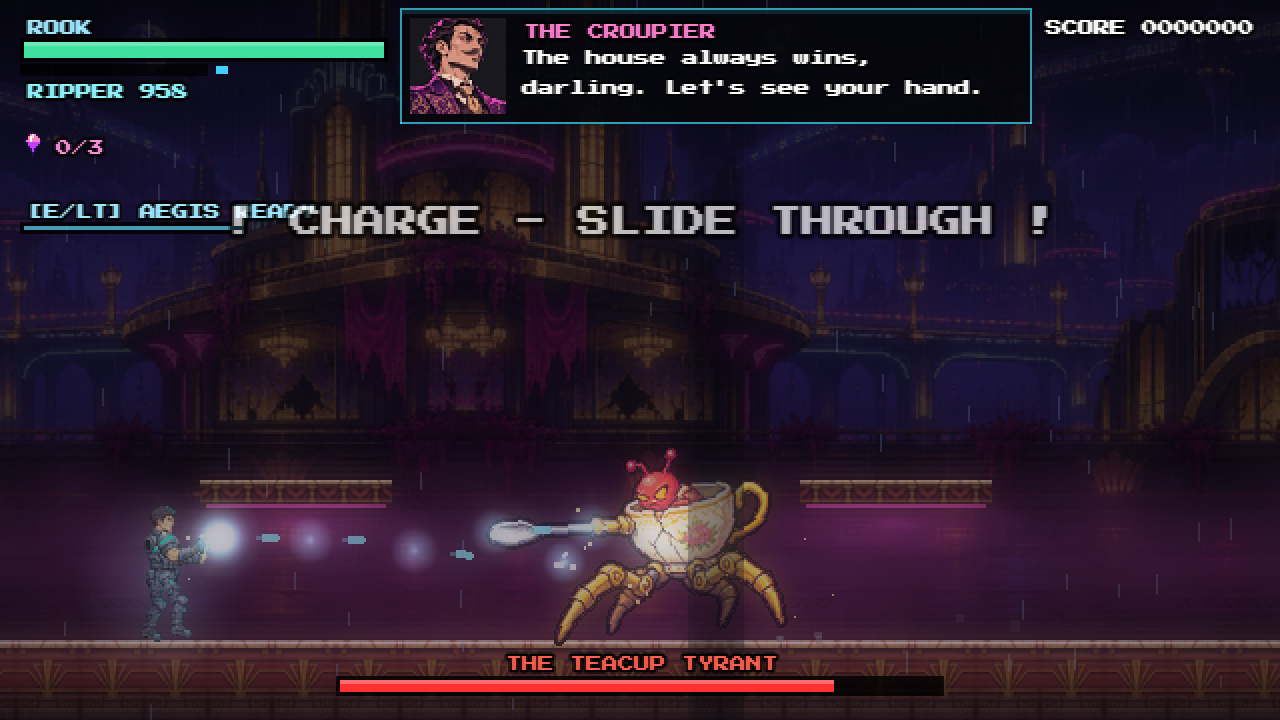 ROOK
RIPPER 958
0/3
[E/LT] AEGIS READY
THE CROUPIER
The house always wins,
darling. Let's see your hand.
SCORE 0000000
! CHARGE - SLIDE THROUGH !
THE TEACUP TYRANT